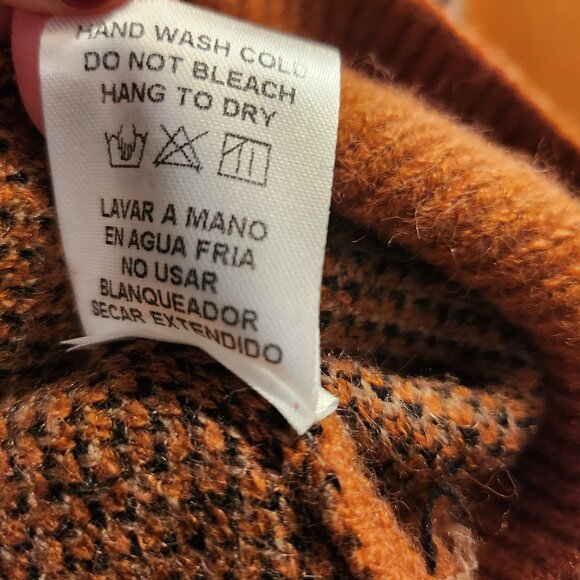 HAND WASH COLD
DO NOT BLEACH
HANG TO DRY
LAVAR A MANO
EN AGUA FRIA
NO USAR
BLANQUEADOR
SECAR EXTENDIDO